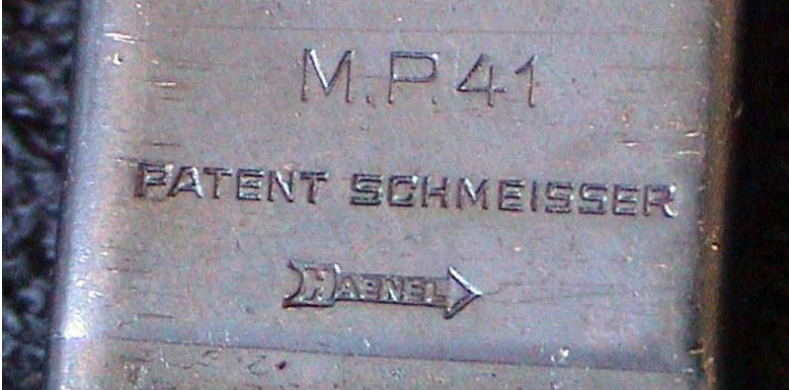 M.P.41
PATENT SCHMEISSER
HAENEL